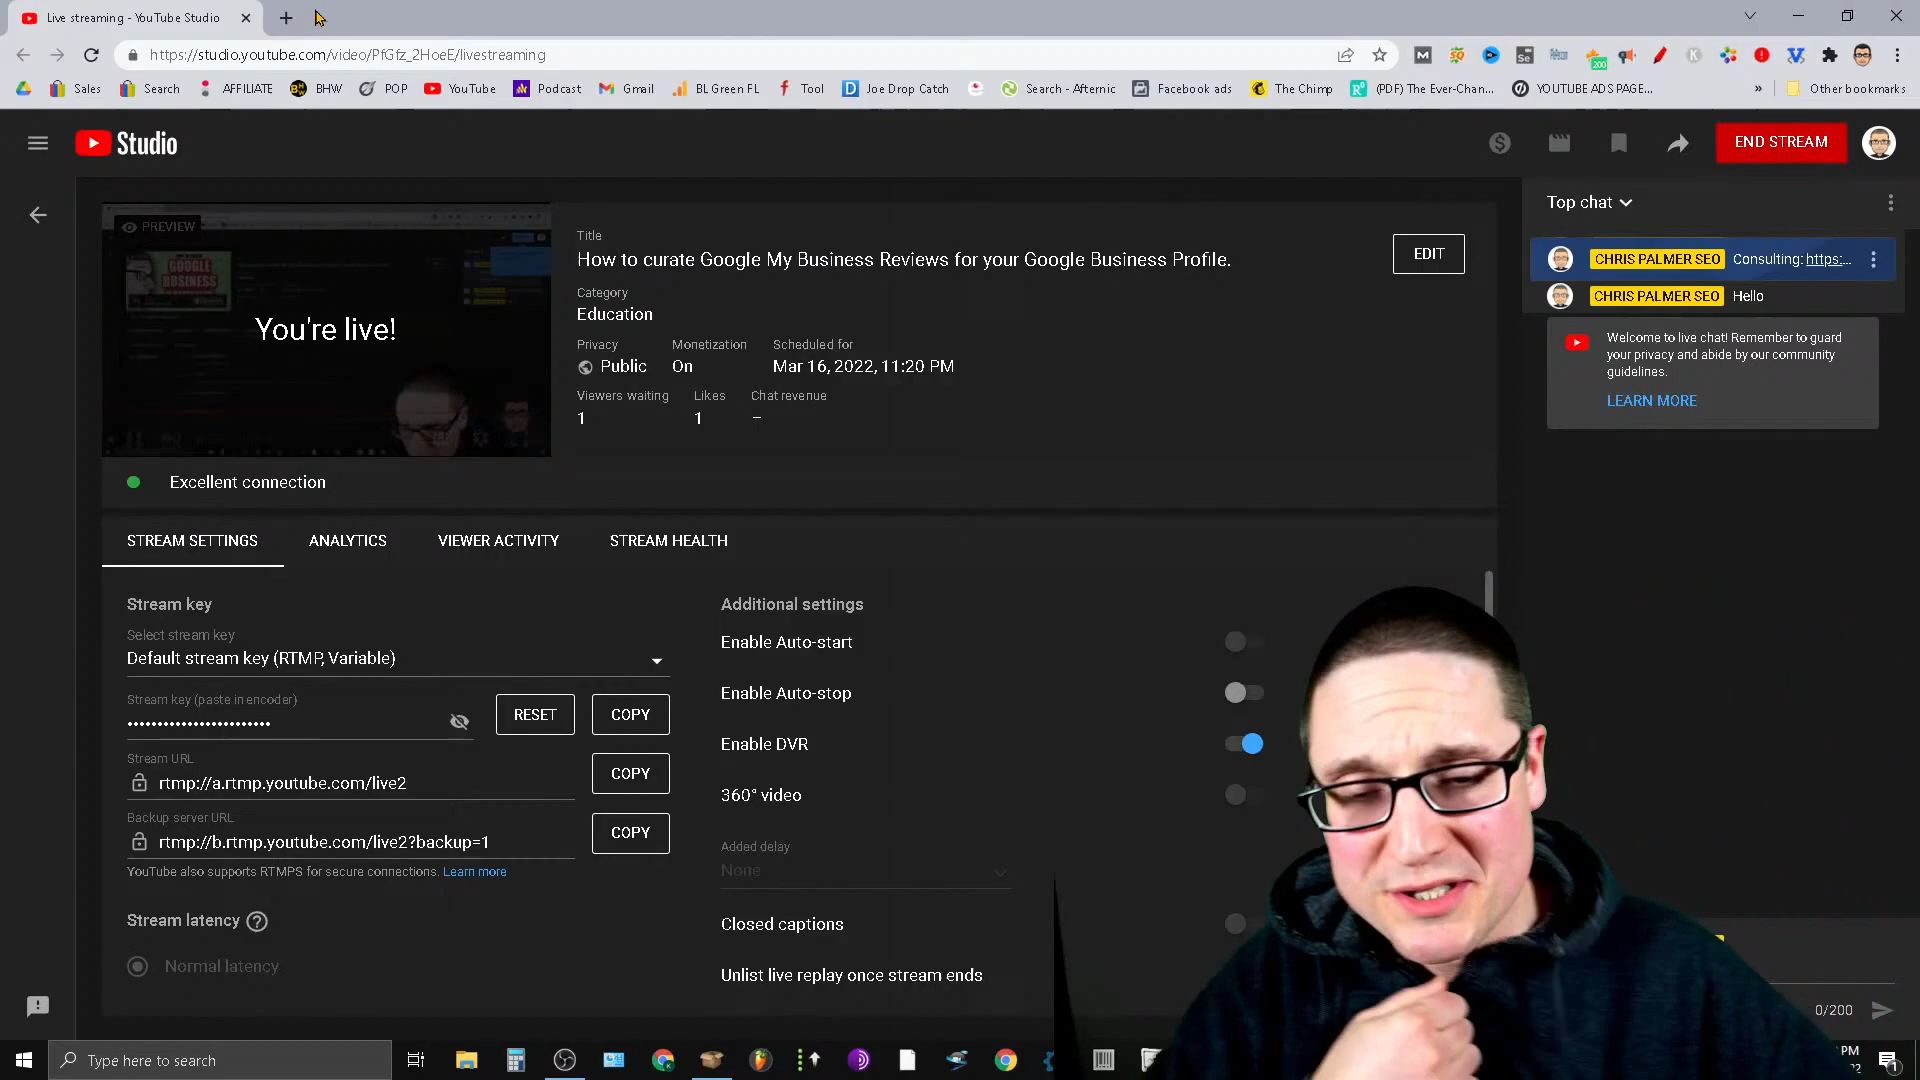 Live streaming - YouTube Studio
https://studio.youtube.com/video/PfGfz_2HoeE/livestreaming
200
Sales
Search
AFFILIATE
BHW
POP
YouTube
Podcast
Gmail
BL Green FL
Tool
Joe Drop Catch
Search - Afternic
Facebook ads
The Chimp
(PDF) The Ever-Chan...
YOUTUBE ADS PAGE...
»
Other bookmarks
Studio
END STREAM
PREVIEW
GOOGLE
BUSINESS
You're live!
Title
How to curate Google My Business Reviews for your Google Business Profile.
EDIT
Category
Education
Privacy
Monetization
Scheduled for
Public
On
Mar 16, 2022, 11:20 PM
Viewers waiting
Likes
Chat revenue
1
1
–
Excellent connection
Top chat
CHRIS PALMER SEO Consulting: https:...
CHRIS PALMER SEO Hello
Welcome to live chat! Remember to guard
your privacy and abide by our community
guidelines.
LEARN MORE
STREAM SETTINGS
ANALYTICS
VIEWER ACTIVITY
STREAM HEALTH
Stream key
Select stream key
Default stream key (RTMP, Variable)
Stream key (paste in encoder)
••••••••••••••••••••••••
RESET
COPY
Stream URL
rtmp://a.rtmp.youtube.com/live2
COPY
Backup server URL
rtmp://b.rtmp.youtube.com/live2?backup=1
COPY
YouTube also supports RTMPS for secure connections. Learn more
Stream latency
Normal latency
Additional settings
Enable Auto-start
Enable Auto-stop
Enable DVR
360° video
Added delay
None
Closed captions
Unlist live replay once stream ends
0/200
Type here to search
PM
22
1